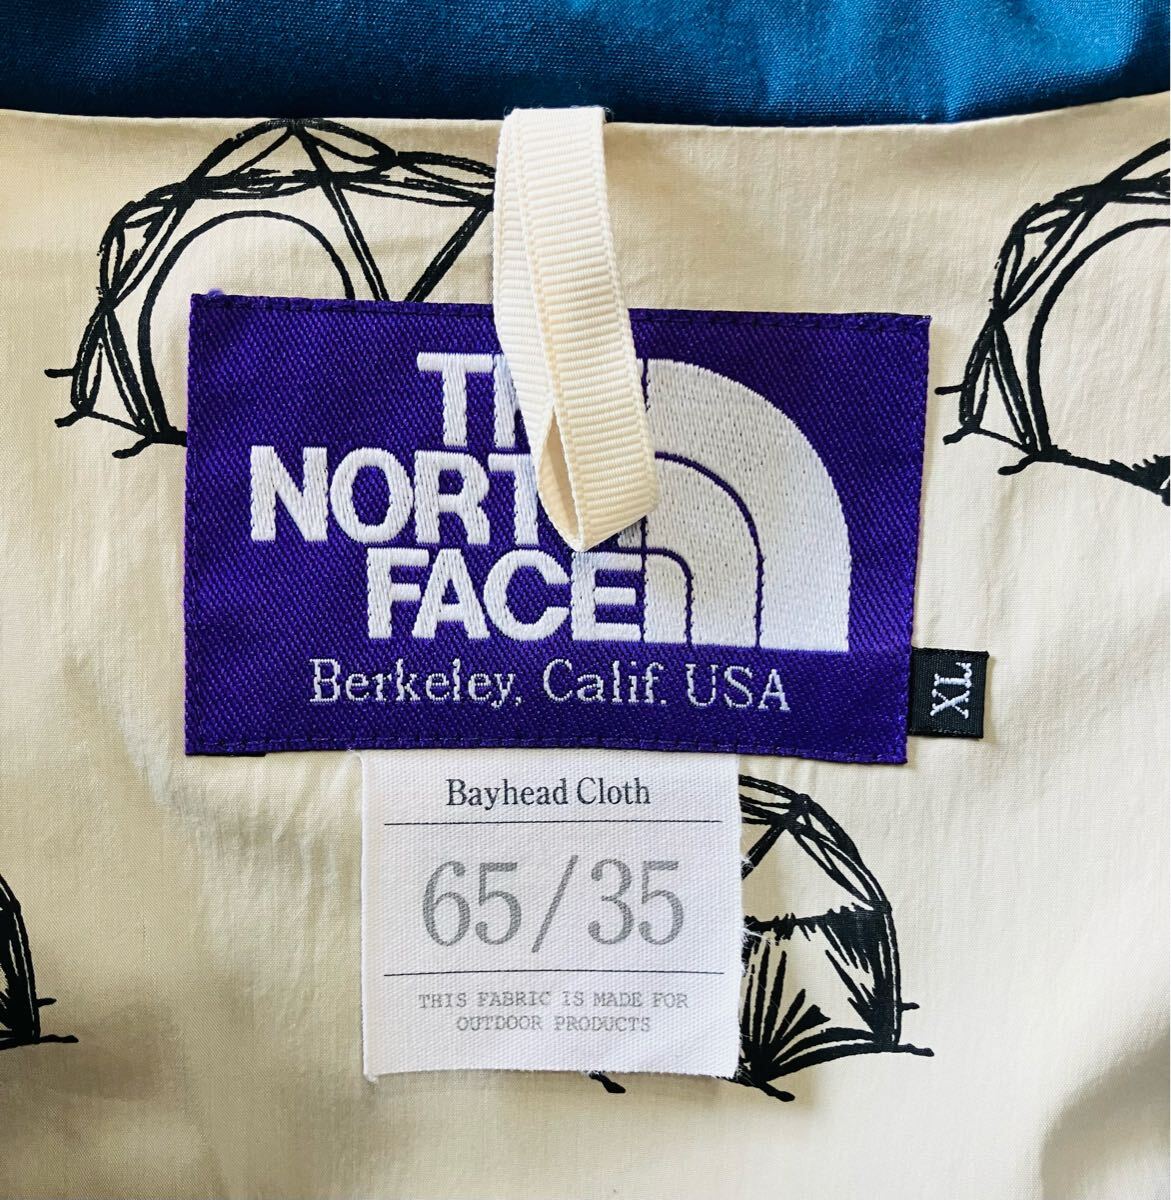 THE
NORTH
FACE
Berkeley, Calif. USA
XL
Bayhead Cloth
65/35
THIS FABRIC IS MADE FOR
OUTDOOR PRODUCTS